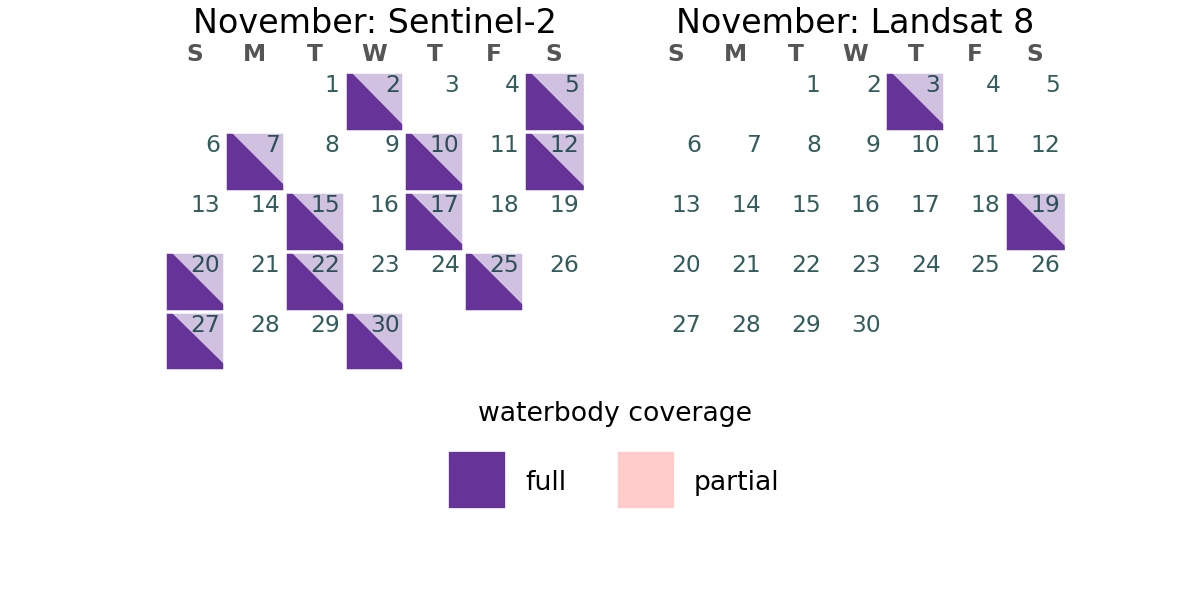 November: Sentinel-2
S M T W T F S
1 2 3 4 5
6 7 8 9 10 11 12
13 14 15 16 17 18 19
20 21 22 23 24 25 26
27 28 29 30
November: Landsat 8
S M T W T F S
1 2 3 4 5
6 7 8 9 10 11 12
13 14 15 16 17 18 19
20 21 22 23 24 25 26
27 28 29 30
waterbody coverage
full partial